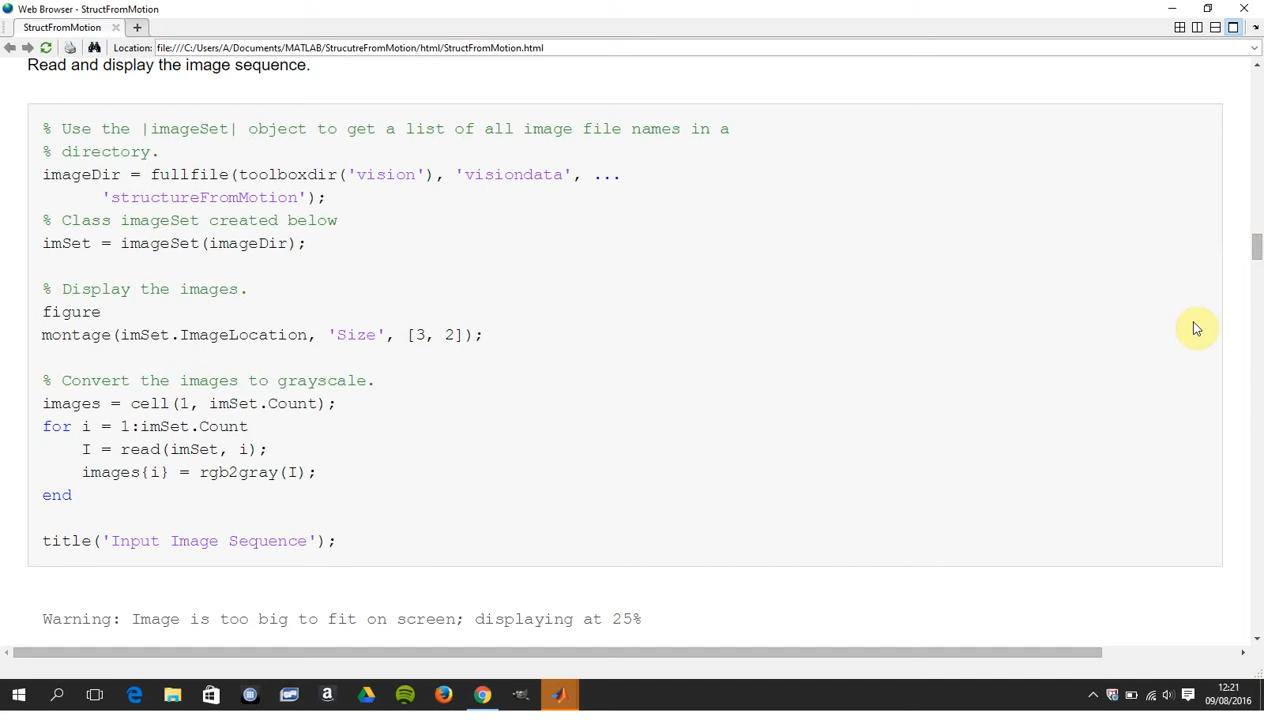 Web Browser - StructFromMotion
StructFromMotion
Location: file:///C:/Users/A/Documents/MATLAB/StrucutreFromMotion/html/StructFromMotion.html
Read and display the image sequence.
% Use the |imageSet| object to get a list of all image file names in a
% directory.
imageDir = fullfile(toolboxdir('vision'), 'visiondata', ...
'structureFromMotion');
% Class imageSet created below
imSet = imageSet(imageDir);
% Display the images.
figure
montage(imSet.ImageLocation, 'Size', [3, 2]);
% Convert the images to grayscale.
images = cell(1, imSet.Count);
for i = 1:imSet.Count
I = read(imSet, i);
images{i} = rgb2gray(I);
end
title('Input Image Sequence');
Warning: Image is too big to fit on screen; displaying at 25%
12:21
09/08/2016